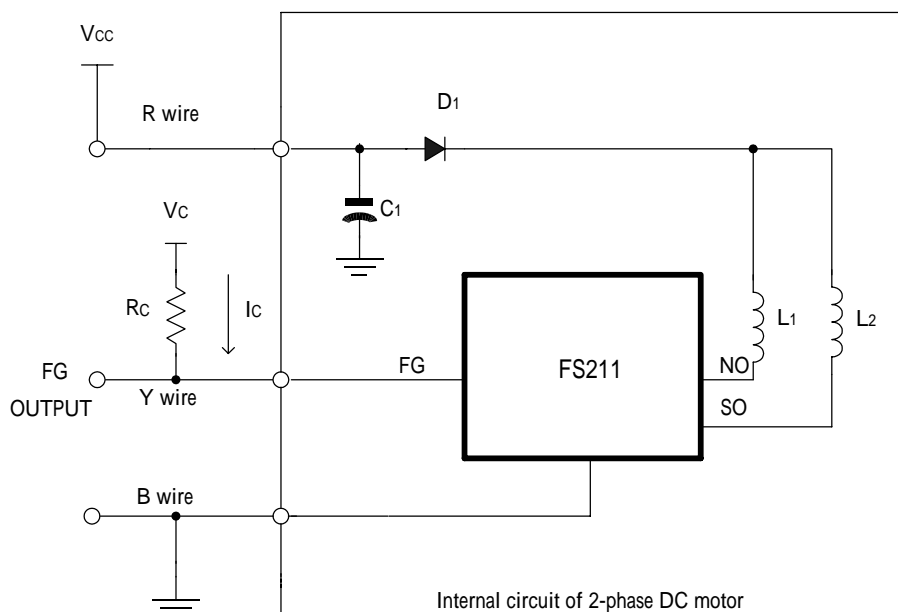 Vcc
R wire
D1
C1
Vc
Rc
Ic
FG
OUTPUT
Y wire
FG
FS211
NO
SO
L1
L2
B wire
Internal circuit of 2-phase DC motor